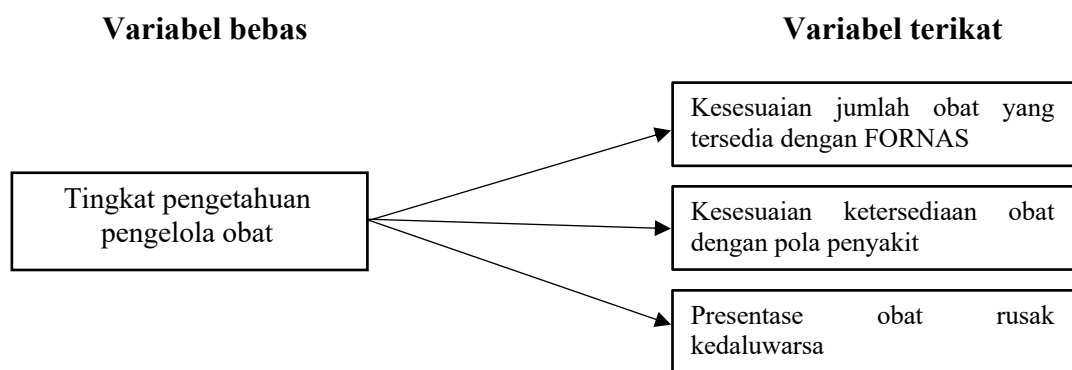 Variabel bebas
Variabel terikat
Kesesuaian jumlah obat yang
tersedia dengan FORNAS
Tingkat pengetahuan
pengelola obat
Kesesuaian ketersediaan obat
dengan pola penyakit
Presentase obat rusak
kedaluwarsa